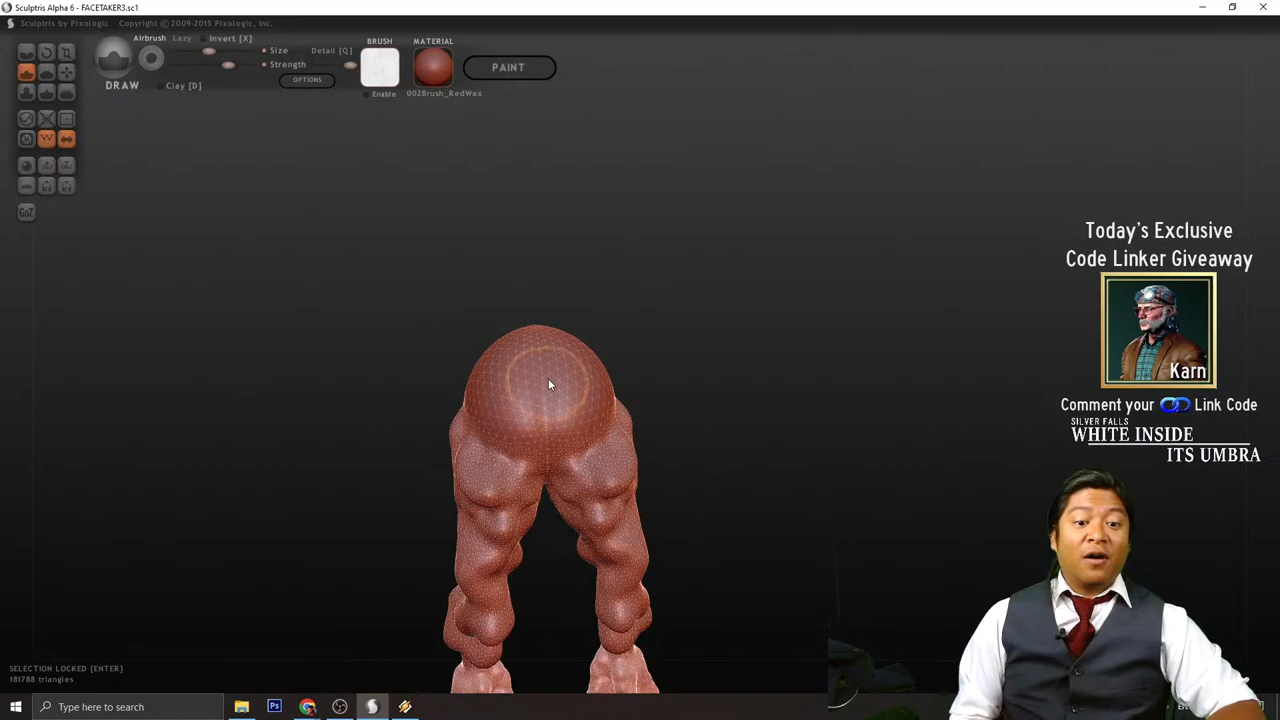 Sculptris Alpha 6 - FACETAKER3.sc1
Sculptris by Pixologic Copyright © 2009-2015 Pixologic, Inc.
Airbrush Lazy Invert [X]
Size Detail [Q]
Strength
DRAW Clay [D] OPTIONS
BRUSH MATERIAL
Enable 00ZBrush_RedWax
PAINT
GoZ
Today's Exclusive
Code Linker Giveaway
Karn
Comment your Link Code
SILVER FALLS
WHITE INSIDE
ITS UMBRA
SELECTION LOCKED [ENTER]
181788 triangles
Type here to search
Ps